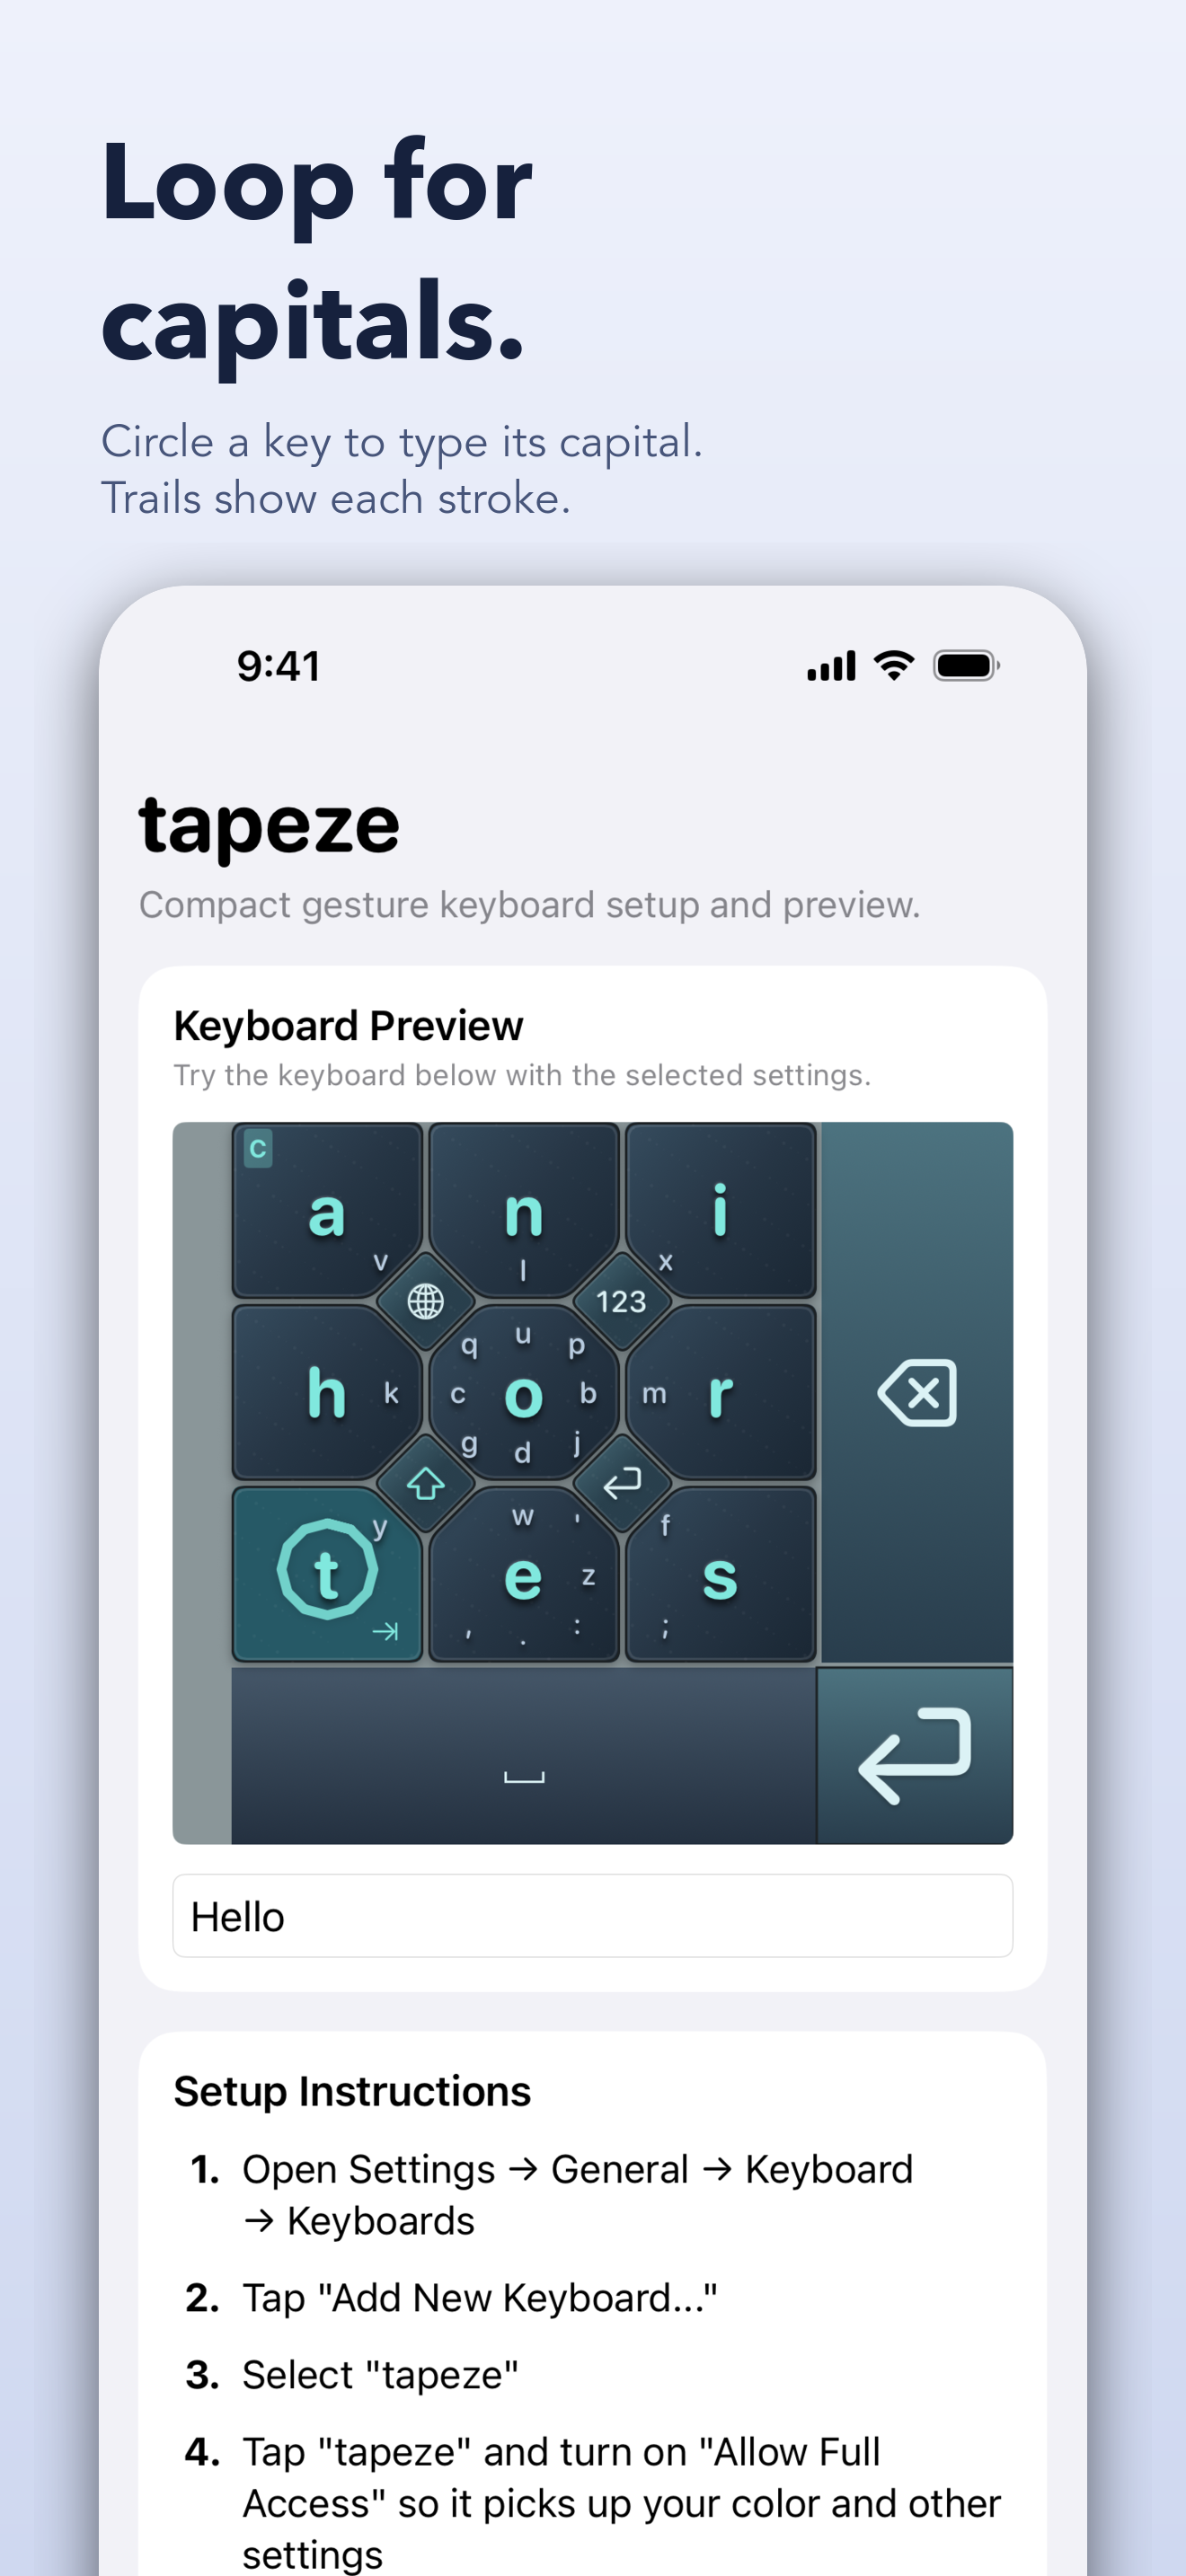 Loop for
capitals.
Circle a key to type its capital.
Trails show each stroke.
9:41
tapeze
Compact gesture keyboard setup and preview.
Keyboard Preview
Try the keyboard below with the selected settings.
C
a n i
v l x
123
q u p
h k c o b m r
g d j
y w ' f
t e z s
, . : ;
Hello
Setup Instructions
1. Open Settings → General → Keyboard
→ Keyboards
2. Tap "Add New Keyboard..."
3. Select "tapeze"
4. Tap "tapeze" and turn on "Allow Full
Access" so it picks up your color and other
settings